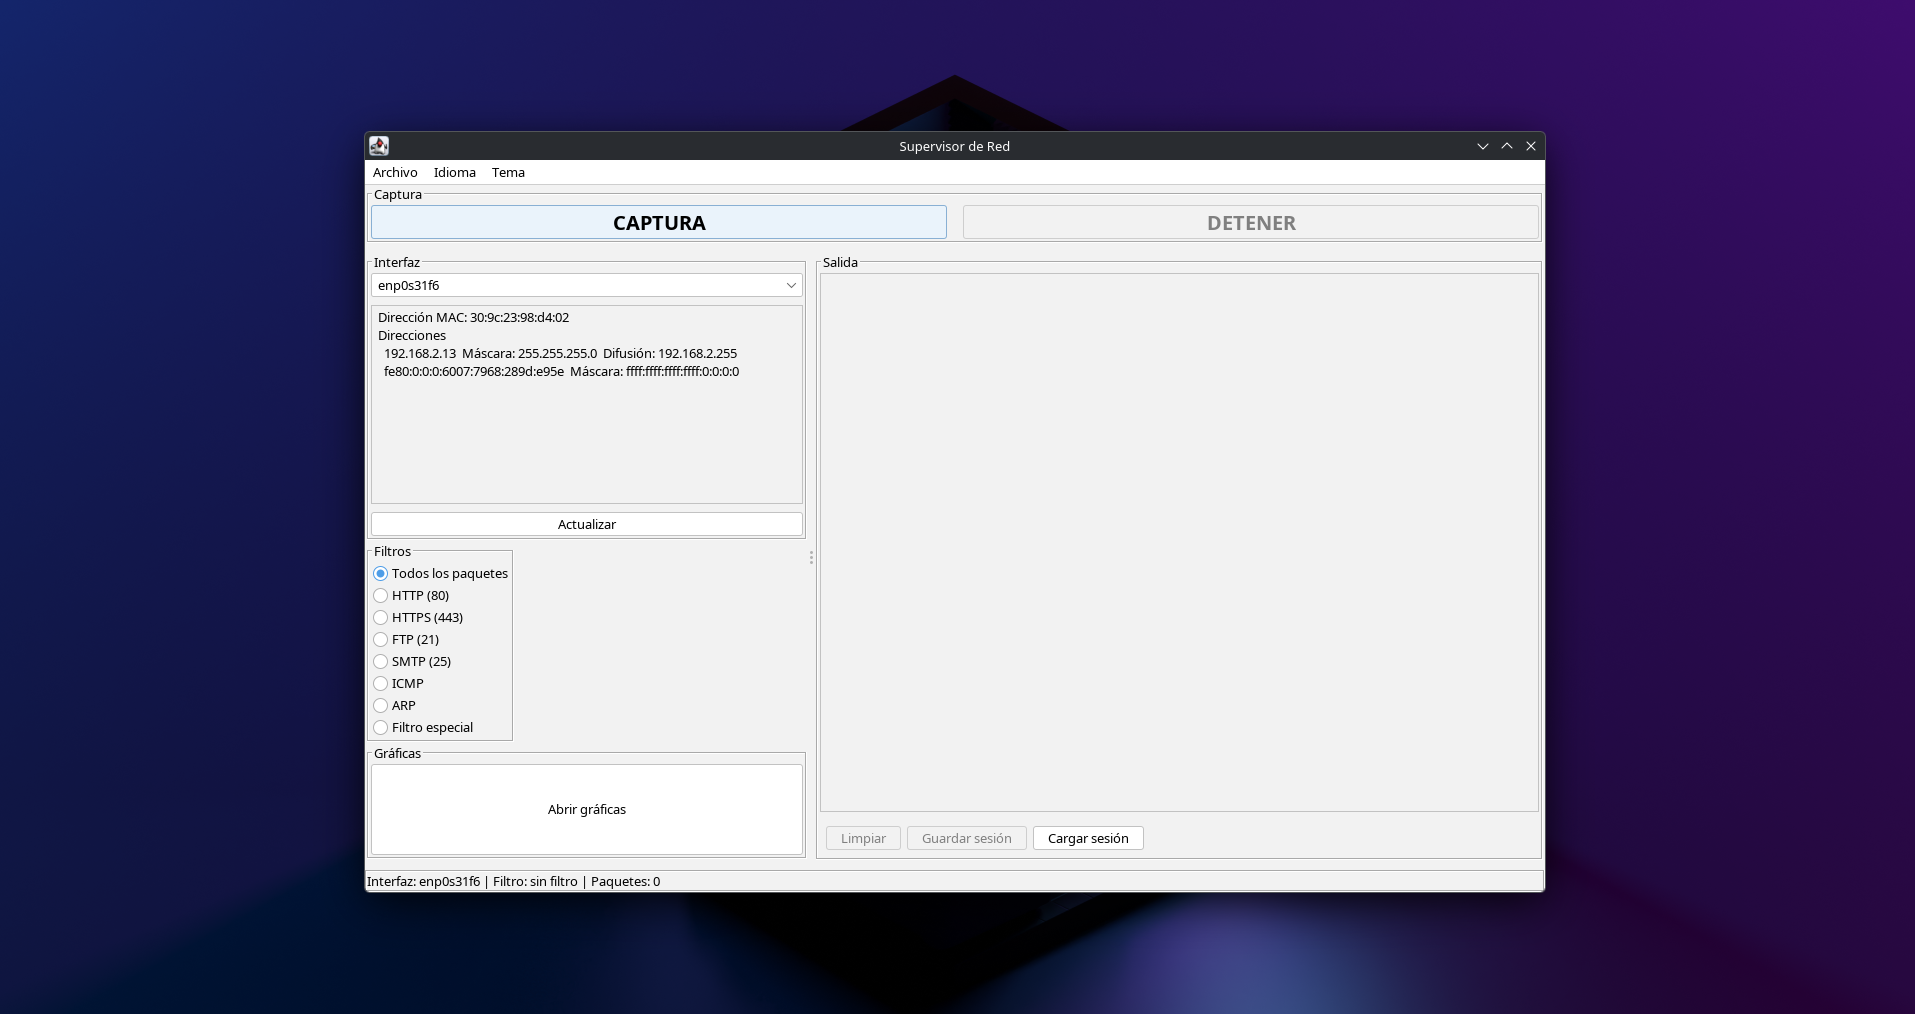 Supervisor de Red
Archivo Idioma Tema
Captura
CAPTURA DETENER
Interfaz
enp0s31f6
Dirección MAC: 30:9c:23:98:d4:02
Direcciones
192.168.2.13 Máscara: 255.255.255.0 Difusión: 192.168.2.255
fe80:0:0:0:6007:7968:289d:e95e Máscara: ffff:ffff:ffff:ffff:0:0:0:0
Actualizar
Filtros
Todos los paquetes
HTTP (80)
HTTPS (443)
FTP (21)
SMTP (25)
ICMP
ARP
Filtro especial
Gráficas
Abrir gráficas
Salida
Limpiar Guardar sesión Cargar sesión
Interfaz: enp0s31f6 | Filtro: sin filtro | Paquetes: 0